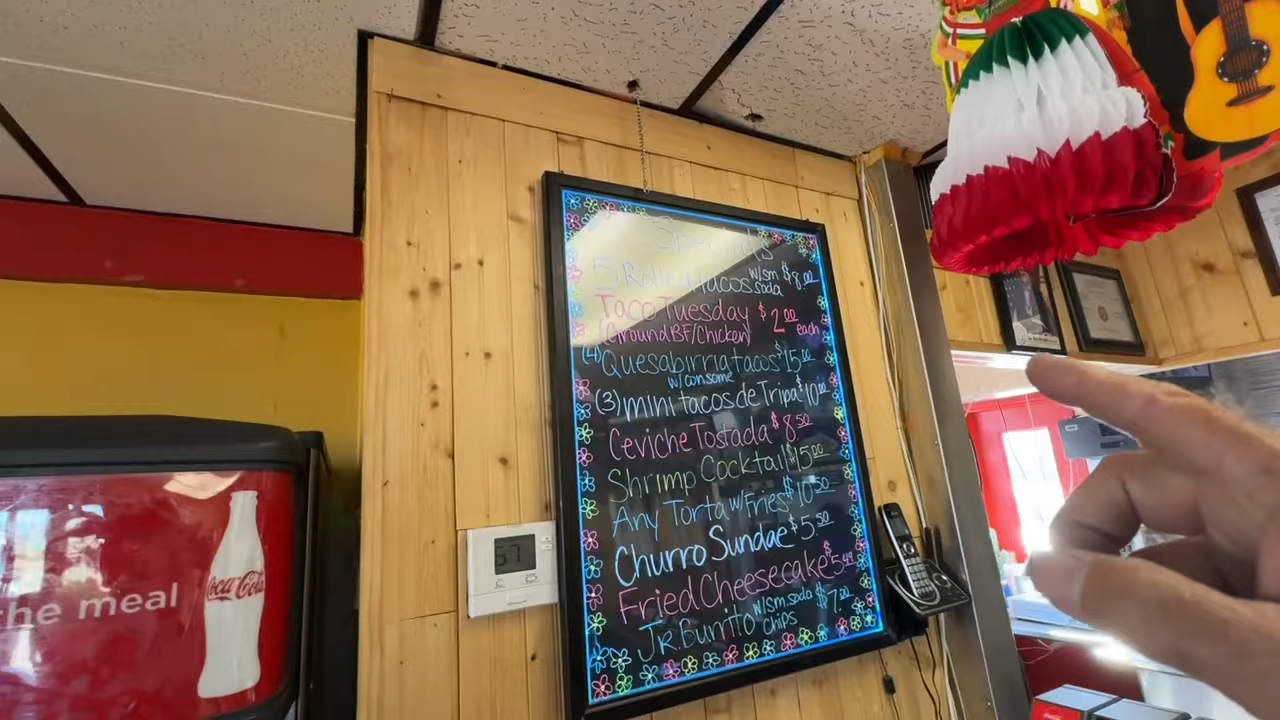 Specials
5 Rolled Tacos w/sm soda $8.00
Taco Tuesday $2.00 each
(Ground BF/Chicken)
(4) Quesabirria tacos $15.00
w/consome
(3) mini tacos de Tripa $10.00
Ceviche Tostada $8.50
Shrimp Cocktail $15.00
Any Torta w/Fries $10.50
Churro Sundae $5.50
Fried Cheesecake $5.49
Jr. Burrito w/sm. soda chips $7.00
the meal
Coca-Cola